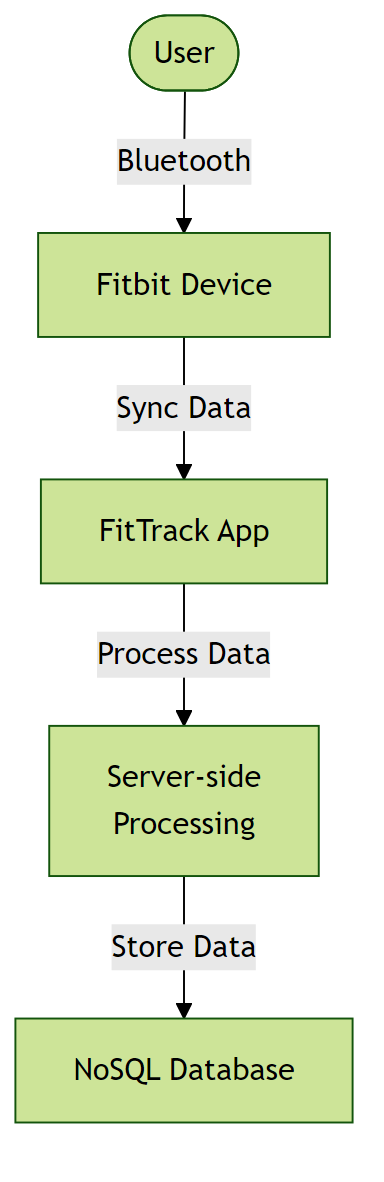 User
Bluetooth
Fitbit Device
Sync Data
FitTrack App
Process Data
Server-side
Processing
Store Data
NoSQL Database